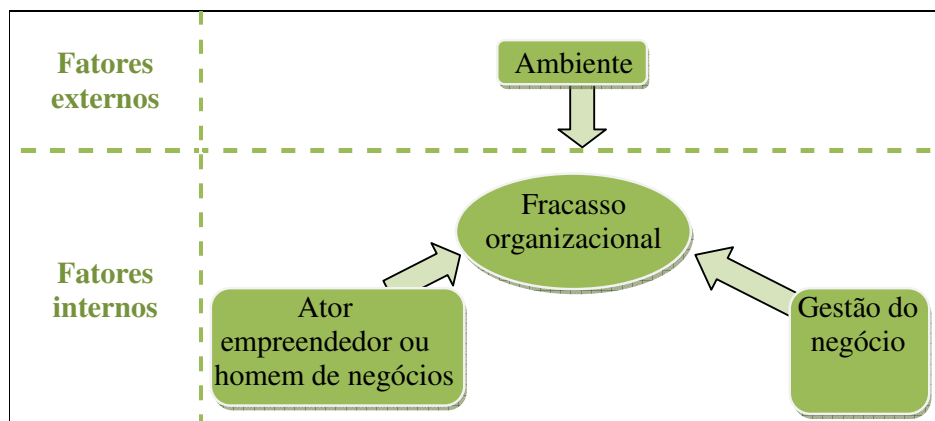 Fatores
externos
Ambiente
Fracasso
organizacional
Fatores
internos
Ator
empreendedor ou
homem de negócios
Gestão do
negócio